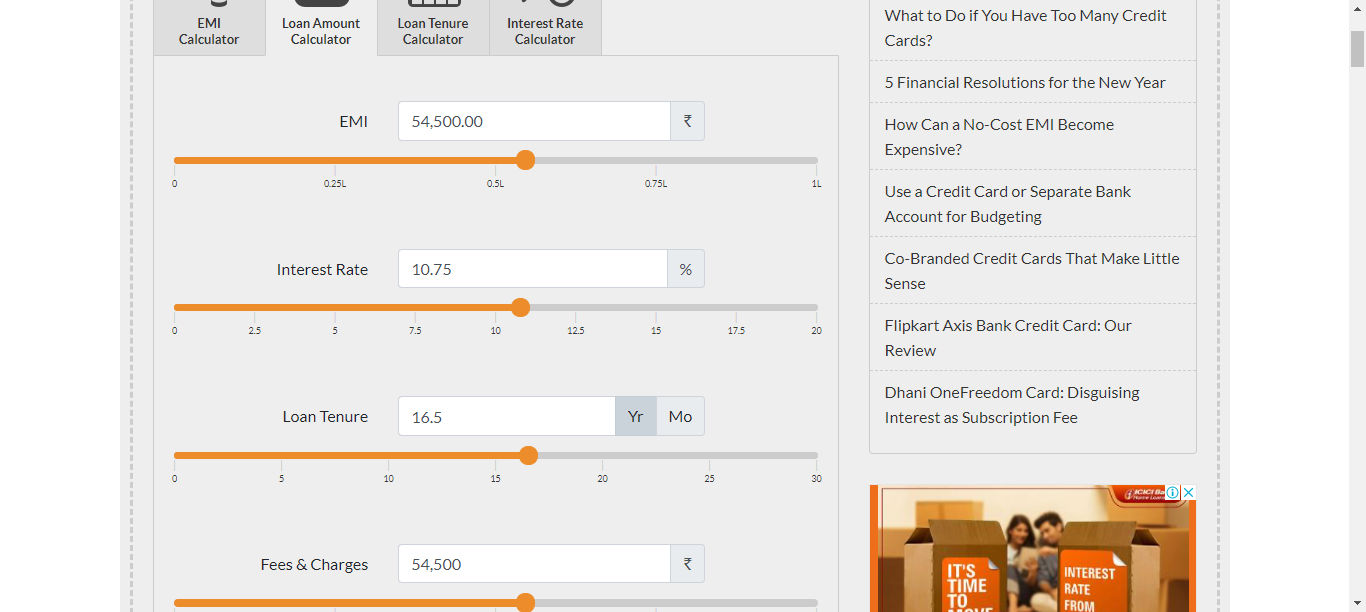 EMI
Calculator
Loan Amount
Calculator
Loan Tenure
Calculator
Interest Rate
Calculator
EMI
54,500.00
₹
0
0.25L
0.5L
0.75L
1L
Interest Rate
10.75
%
0
2.5
5
7.5
10
12.5
15
17.5
20
Loan Tenure
16.5
Yr
Mo
0
5
10
15
20
25
30
Fees & Charges
54,500
₹
What to Do if You Have Too Many Credit
Cards?
5 Financial Resolutions for the New Year
How Can a No-Cost EMI Become
Expensive?
Use a Credit Card or Separate Bank
Account for Budgeting
Co-Branded Credit Cards That Make Little
Sense
Flipkart Axis Bank Credit Card: Our
Review
Dhani OneFreedom Card: Disguising
Interest as Subscription Fee
ICICI
IT'S
TIME
TO
MOVE
INTEREST
RATE
FROM